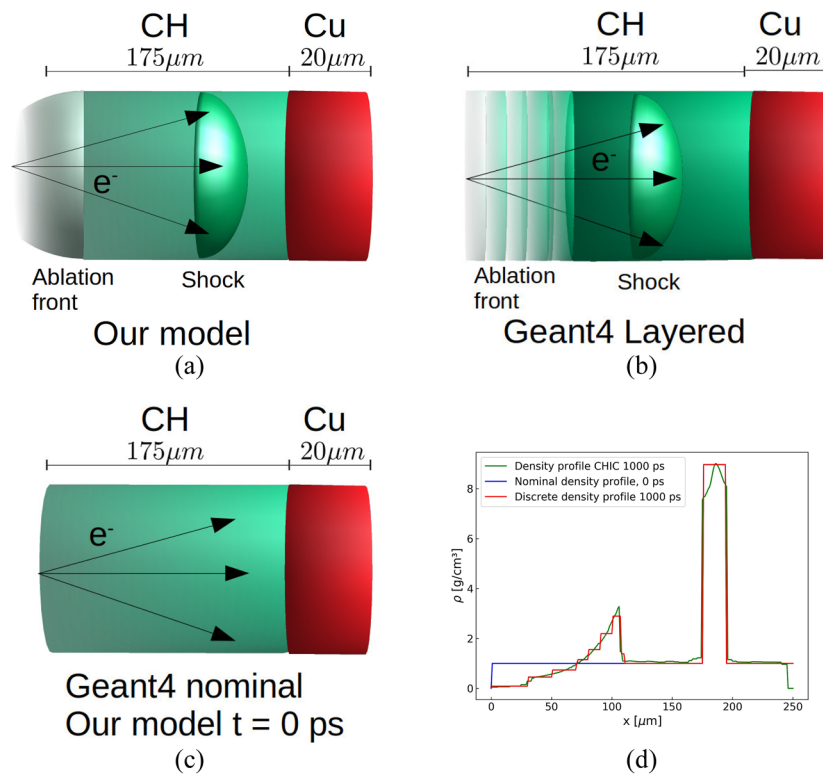 CH
Cu
175μm
20μm
e-
Ablation
front
Shock
Our model
(a)
CH
Cu
175μm
20μm
e-
Ablation
front
Shock
Geant4 Layered
(b)
CH
Cu
175μm
20μm
e-
Geant4 nominal
Our model t = 0 ps
(c)
Density profile CHIC 1000 ps
Nominal density profile, 0 ps
Discrete density profile 1000 ps
8
6
4
2
0
ρ [g/cm³]
0
50
100
150
200
250
x [μm]
(d)